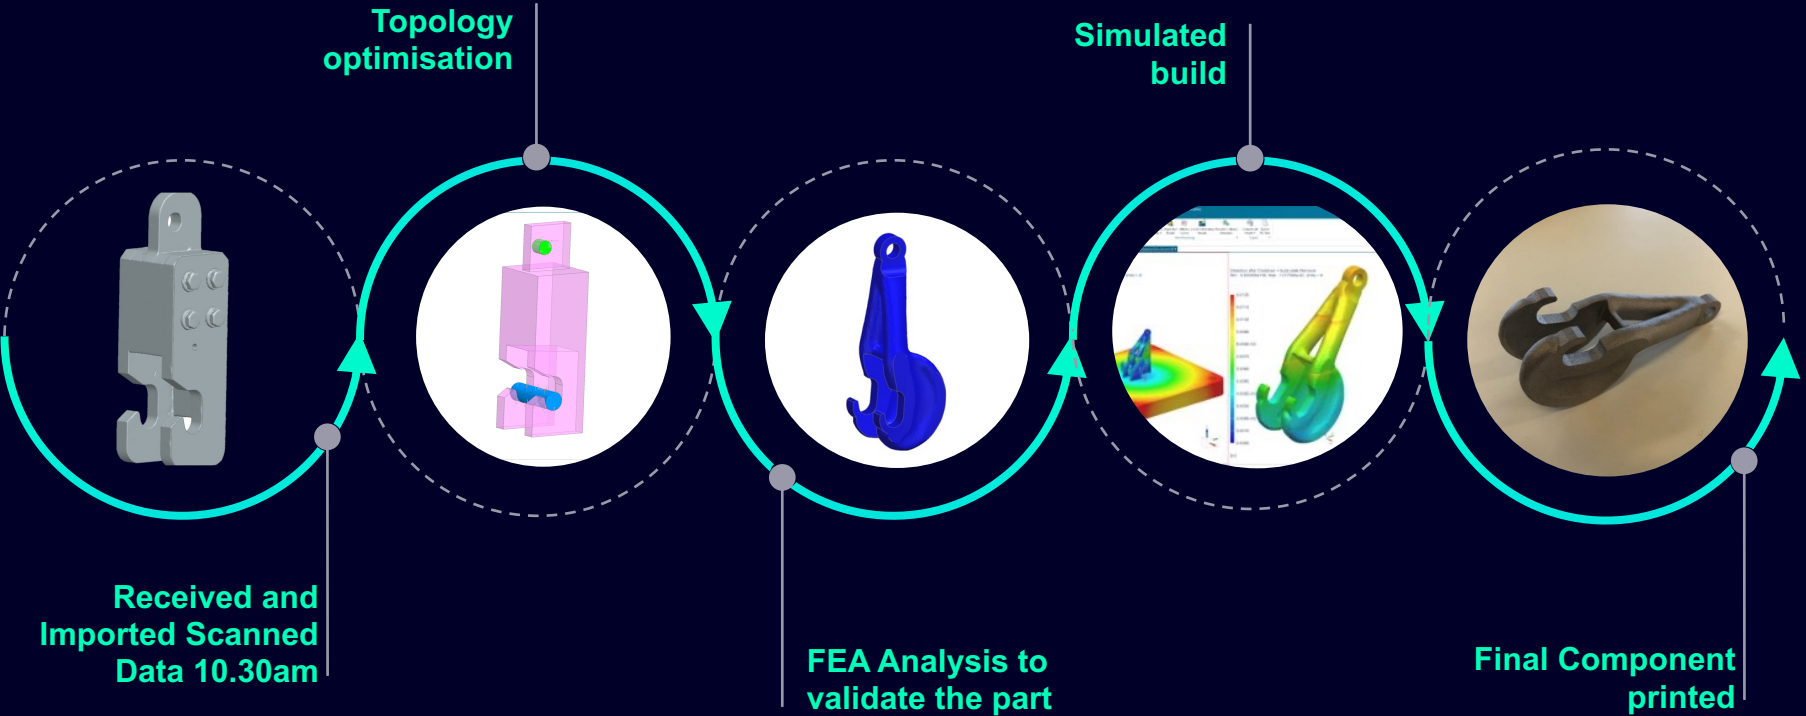 Topology
optimisation
Simulated
build
Received and
Imported Scanned
Data 10.30am
FEA Analysis to
validate the part
Final Component
printed